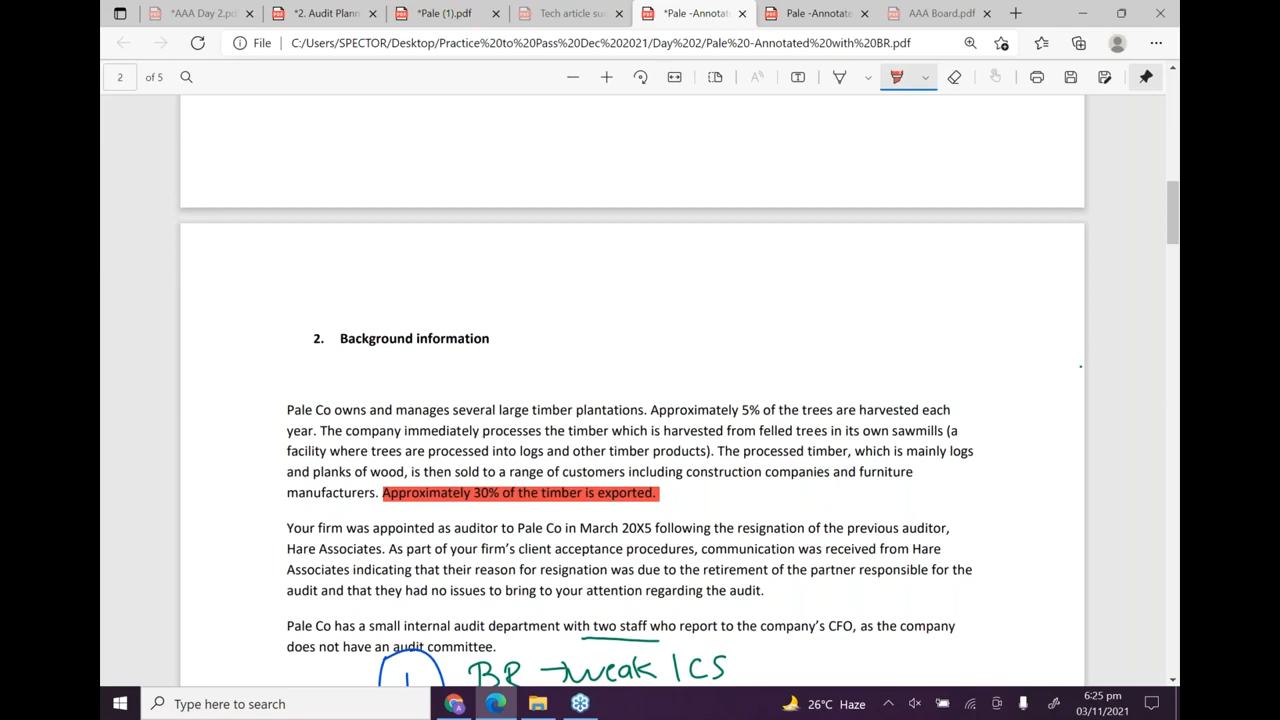 *AAA Day 2.pd
*2. Audit Plann
*Pale (1).pdf
Tech article sum
*Pale -Annotate
Pale -Annotate
AAA Board.pdf
File
C:/Users/SPECTOR/Desktop/Practice%20to%20Pass%20Dec%202021/Day%202/Pale%20-Annotated%20with%20BR.pdf
2 of 5
2. Background information
Pale Co owns and manages several large timber plantations. Approximately 5% of the trees are harvested each
year. The company immediately processes the timber which is harvested from felled trees in its own sawmills (a
facility where trees are processed into logs and other timber products). The processed timber, which is mainly logs
and planks of wood, is then sold to a range of customers including construction companies and furniture
manufacturers. Approximately 30% of the timber is exported.
Your firm was appointed as auditor to Pale Co in March 20X5 following the resignation of the previous auditor,
Hare Associates. As part of your firm's client acceptance procedures, communication was received from Hare
Associates indicating that their reason for resignation was due to the retirement of the partner responsible for the
audit and that they had no issues to bring to your attention regarding the audit.
Pale Co has a small internal audit department with two staff who report to the company's CFO, as the company
does not have an audit committee.
1 BR → weak ICS
Type here to search
26°C Haze
6:25 pm
03/11/2021